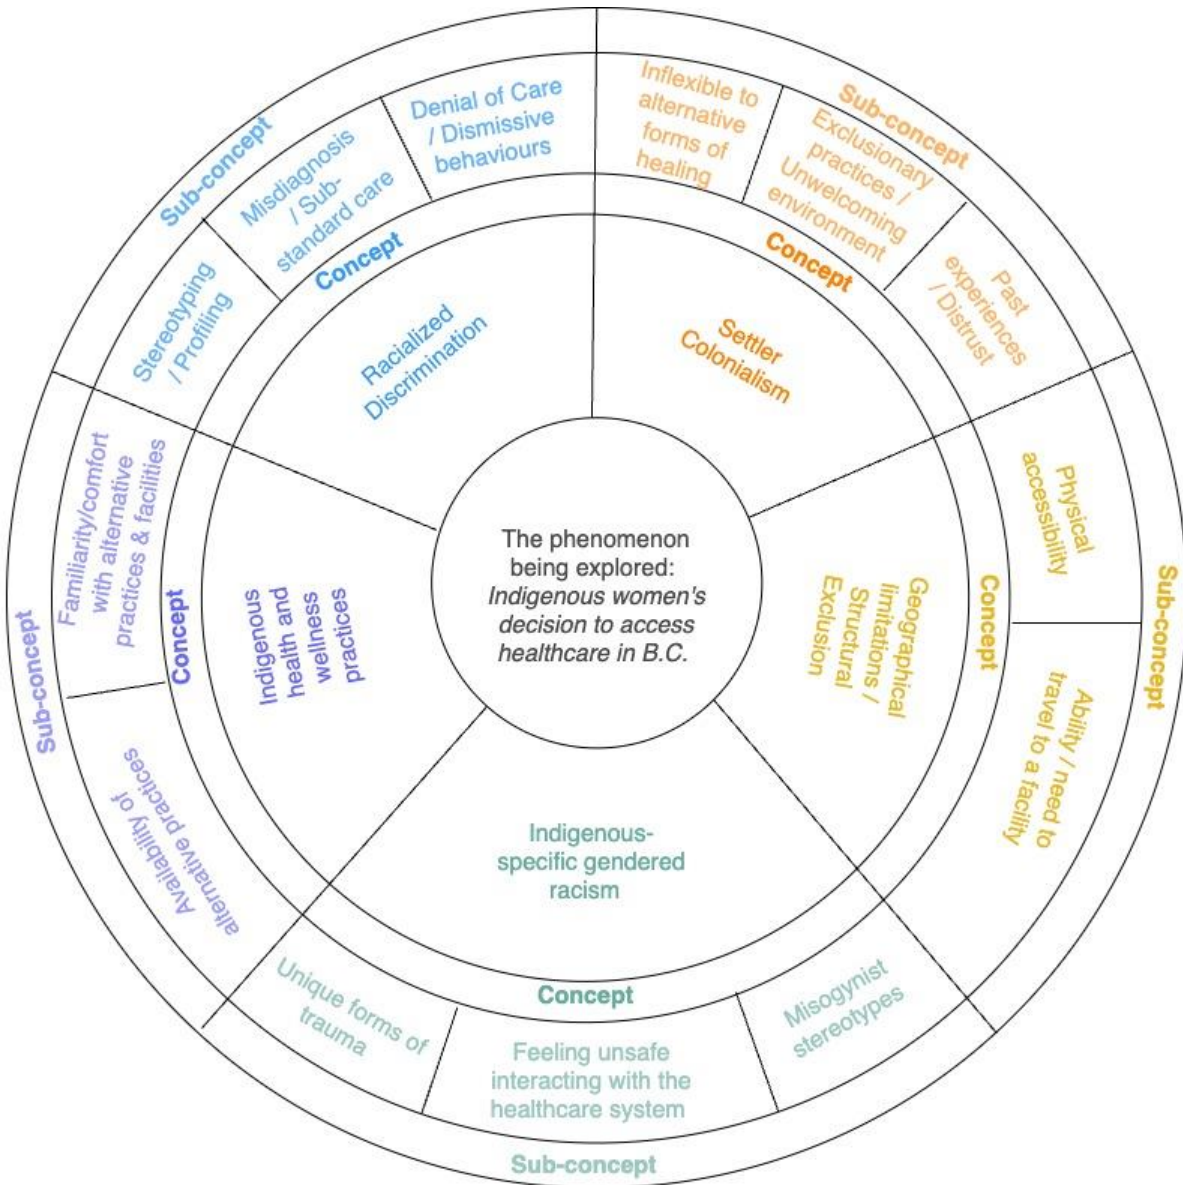 The phenomenon
being explored:
Indigenous women's
decision to access
healthcare in B.C.
Sub-concept
Inflexible to
alternative
forms of
healing
Exclusionary
practices /
Unwelcoming
environment
Past
experiences
/ Distrust
Concept
Settler
Colonialism
Sub-concept
Physical
accessibility
Ability / need to
travel to a facility
Concept
Geographical
limitations /
Structural
Exclusion
Indigenous-
specific gendered
racism
Concept
Misogynist
stereotypes
Feeling unsafe
interacting with the
healthcare system
Unique forms of
trauma
Sub-concept
Indigenous
health and
wellness
practices
Concept
Availability of
alternative practices
Familiarity/comfort
with alternative
practices & facilities
Sub-concept
Racialized
Discrimination
Concept
Stereotyping
/ Profiling
Misdiagnosis
/ Sub-
standard care
Denial of Care
/ Dismissive
behaviours
Sub-concept